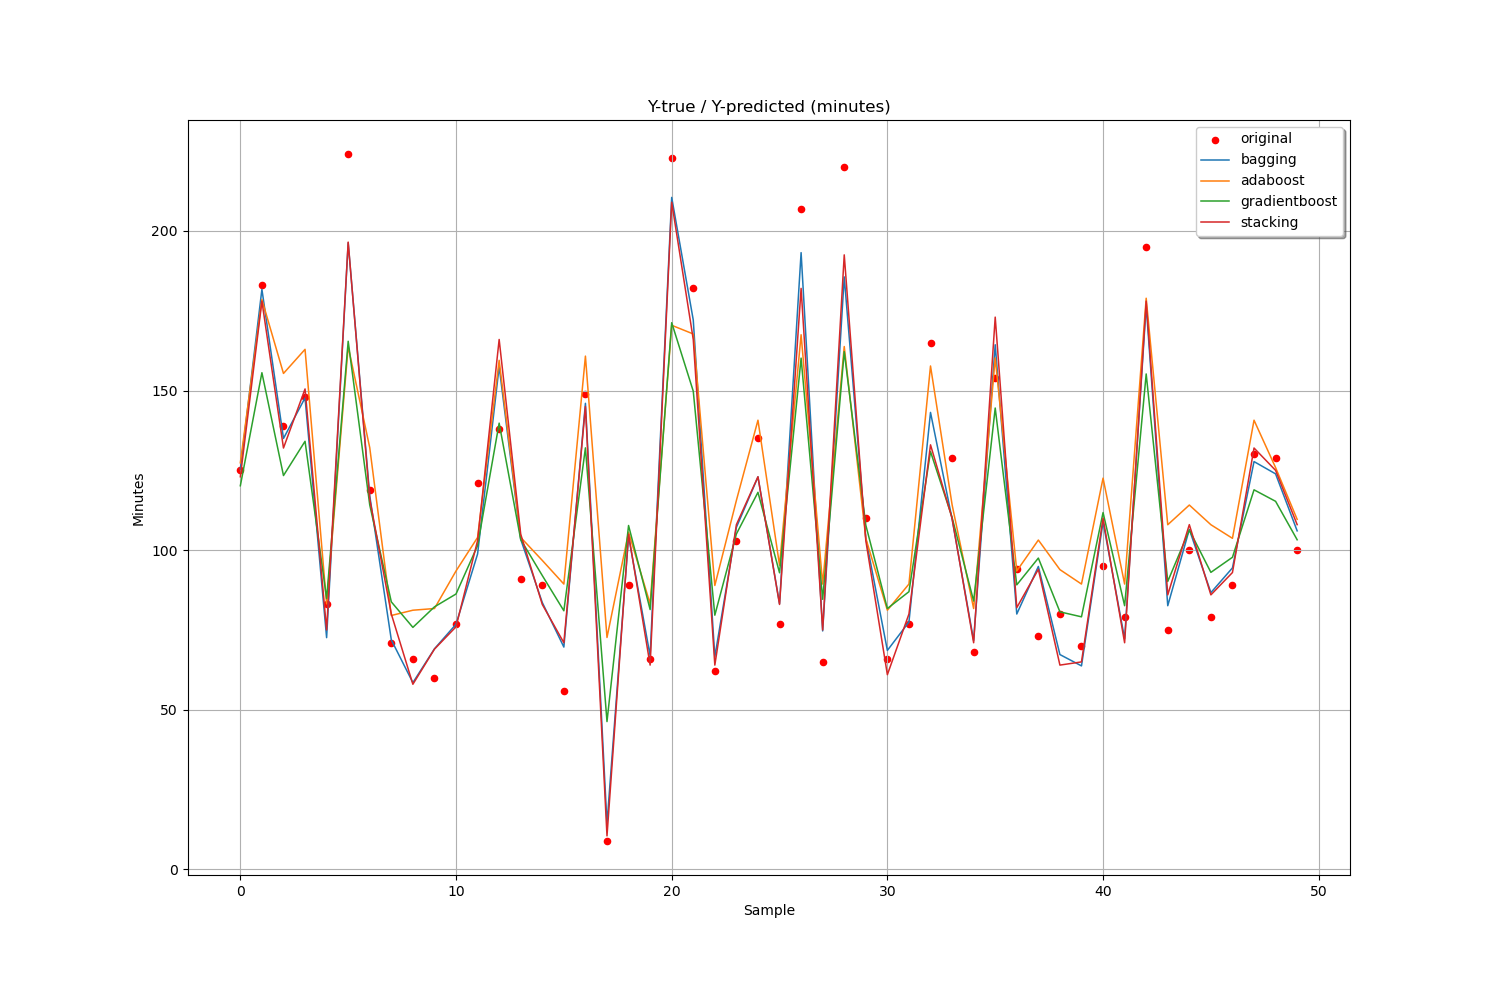 Y-true / Y-predicted (minutes)
original
bagging
adaboost
gradientboost
stacking
200
150
100
50
0
Minutes
0 10 20 30 40 50
Sample